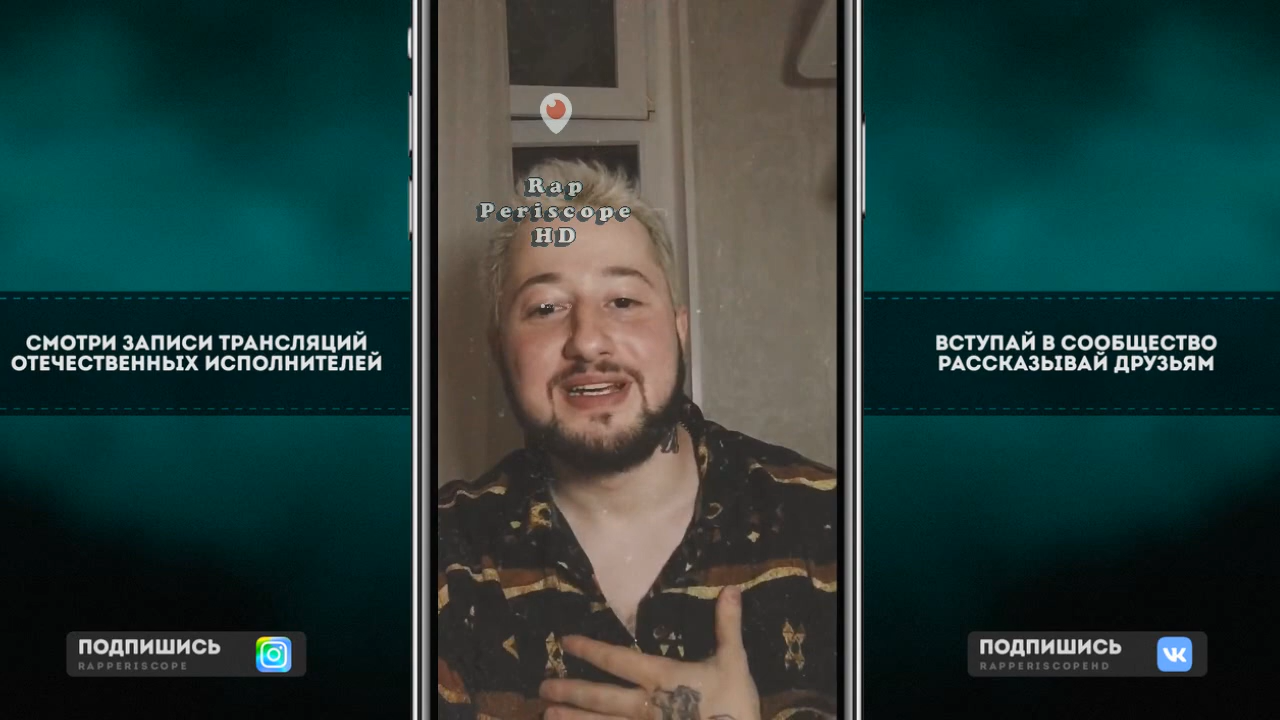 Rap
Periscope
HD
СМОТРИ ЗАПИСИ ТРАНСЛЯЦИЙ
ОТЕЧЕСТВЕННЫХ ИСПОЛНИТЕЛЕЙ
ВСТУПАЙ В СООБЩЕСТВО
РАССКАЗЫВАЙ ДРУЗЬЯМ
ПОДПИШИСЬ
RAPPERISCOPE
ПОДПИШИСЬ
RAPPERISCOPEHD